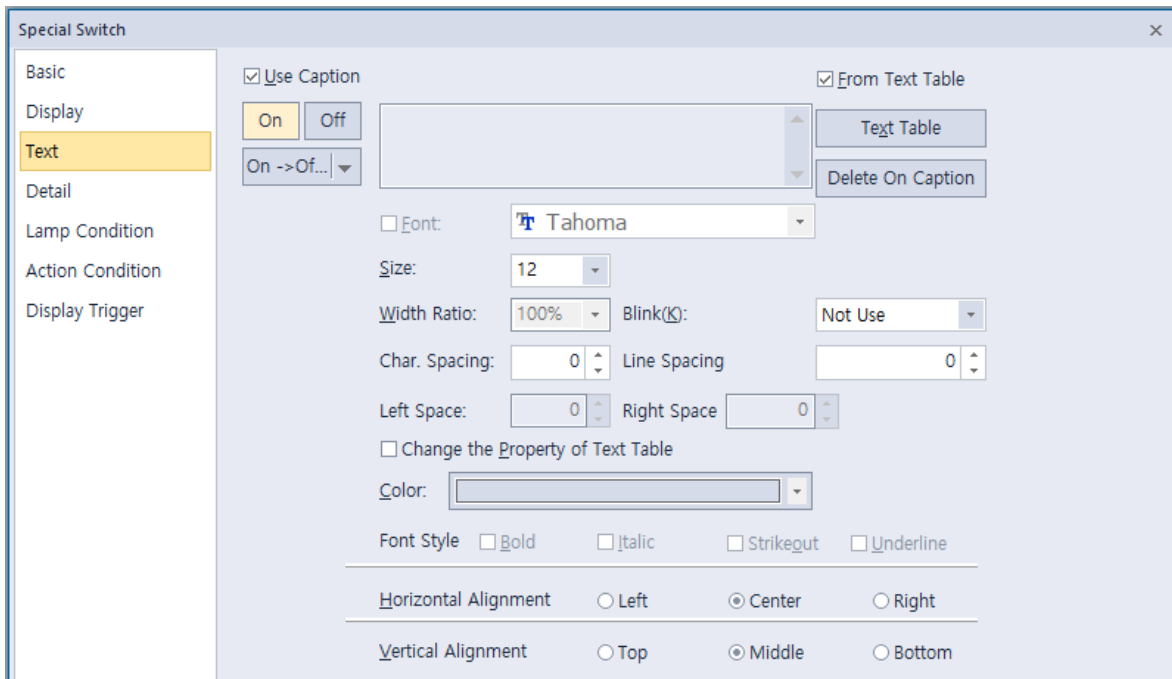 Special Switch
Basic
Display
Text
Detail
Lamp Condition
Action Condition
Display Trigger
Use Caption
From Text Table
On
Off
On ->Of...
Text Table
Delete On Caption
Font:
Tahoma
Size:
12
Width Ratio:
100%
Blink(K):
Not Use
Char. Spacing:
0
Line Spacing
0
Left Space:
0
Right Space
0
Change the Property of Text Table
Color:
Font Style
Bold
Italic
Strikeout
Underline
Horizontal Alignment
Left
Center
Right
Vertical Alignment
Top
Middle
Bottom